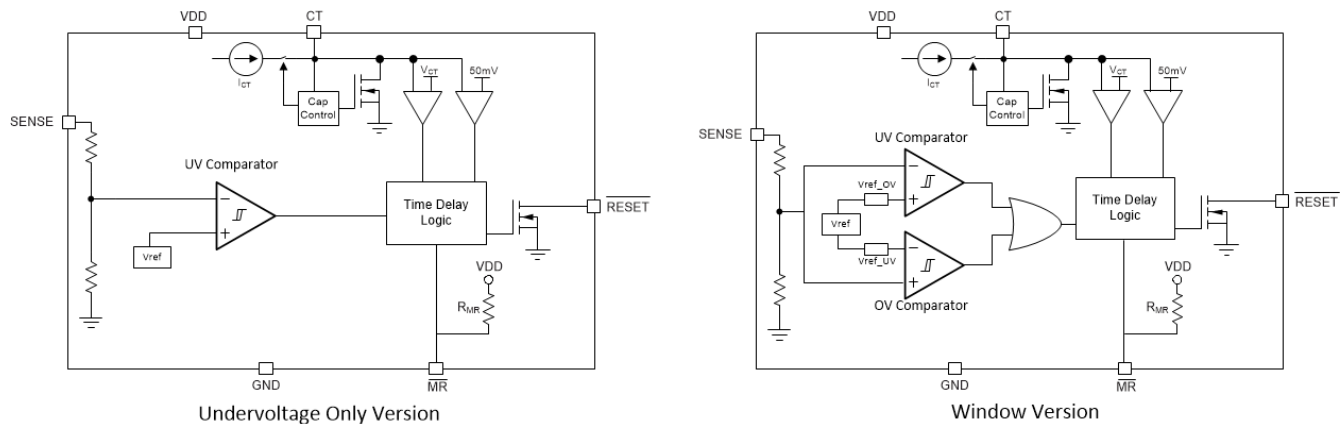 VDD
CT
ICT
VCT
50mV
Cap
Control
SENSE
UV Comparator
Vref
Time Delay
Logic
RESET
VDD
RMR
GND
MR
Undervoltage Only Version
VDD
CT
ICT
VCT
50mV
Cap
Control
SENSE
UV Comparator
Vref_OV
Vref
Vref_UV
OV Comparator
Time Delay
Logic
RESET
VDD
RMR
GND
MR
Window Version